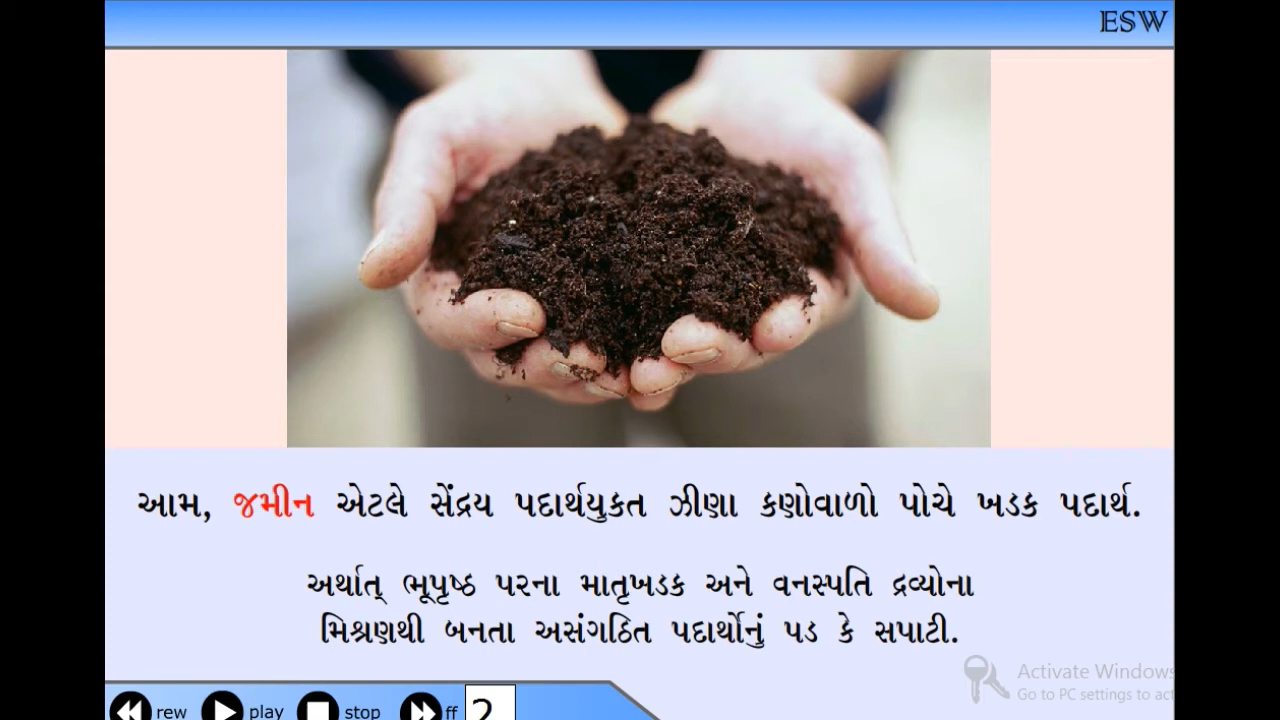 ESW
આમ, જમીન એટલે સેંદ્રય પદાર્થયુકત ઝીણા કણોવાળો પોચે ખડક પદાર્થ.
અર્થાત્ ભૂપૃષ્ઠ પરના માતૃખડક અને વનસ્પતિ દ્રવ્યોના
મિશ્રણથી બનતા અસંગઠિત પદાર્થોનું પડ કે સપાટી.
Activate Windows
Go to PC settings to act
rew play stop ff 2